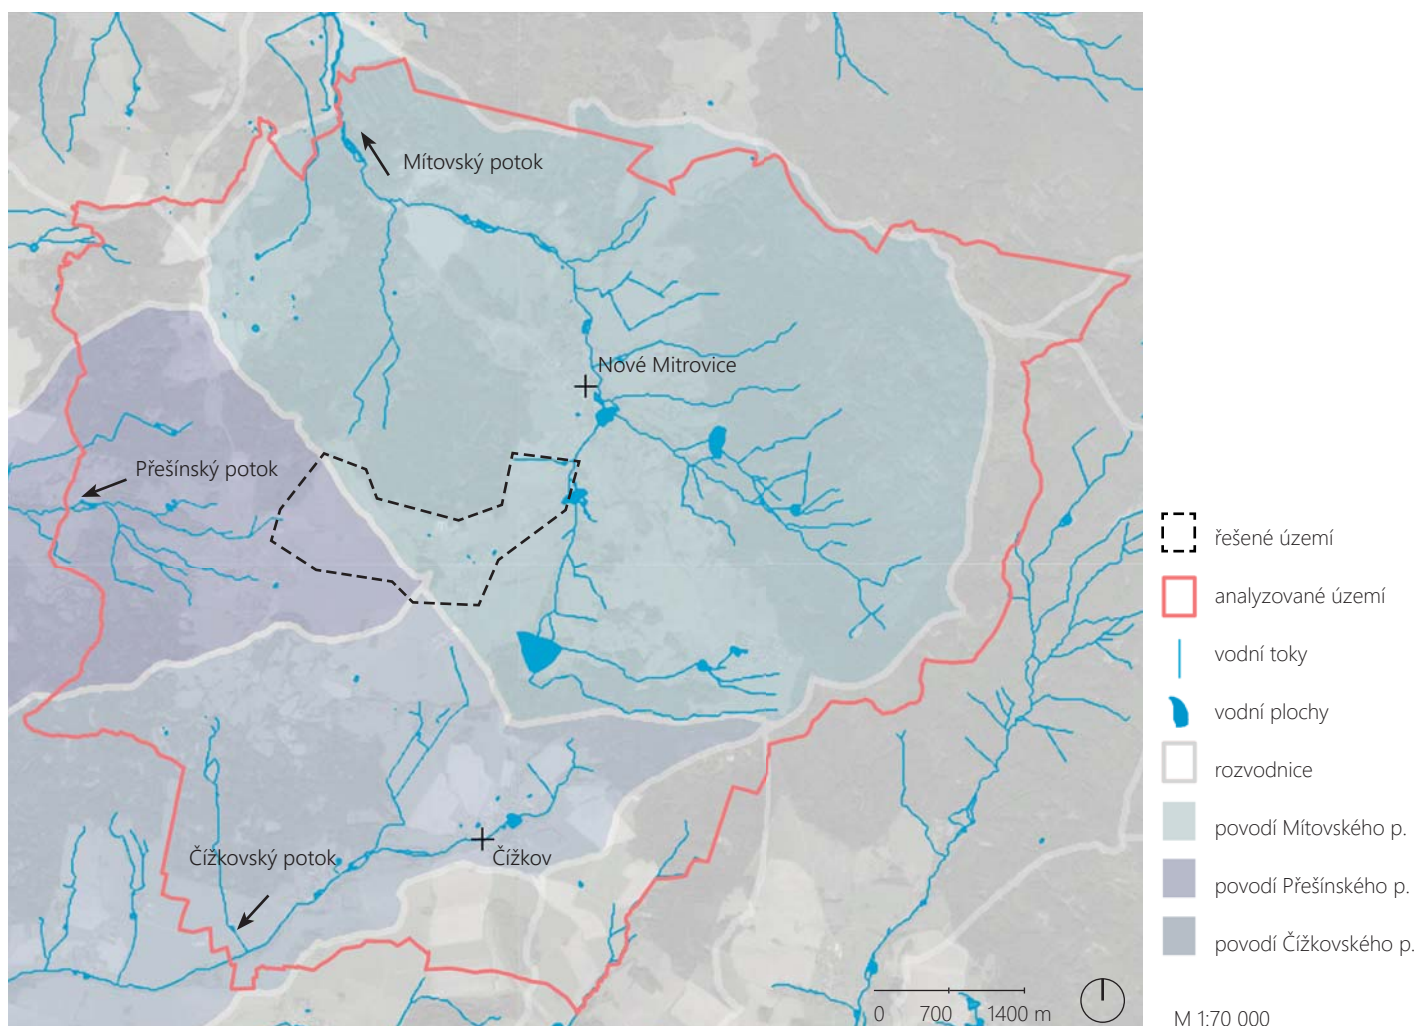 Mítovský potok
Nové Mitrovice
Přešínský potok
Čížkovský potok
Čížkov
0 700 1400 m
řešené území
analyzované území
vodní toky
vodní plochy
rozvodnice
povodí Mítovského p.
povodí Přešínského p.
povodí Čížkovského p.
M 1:70 000